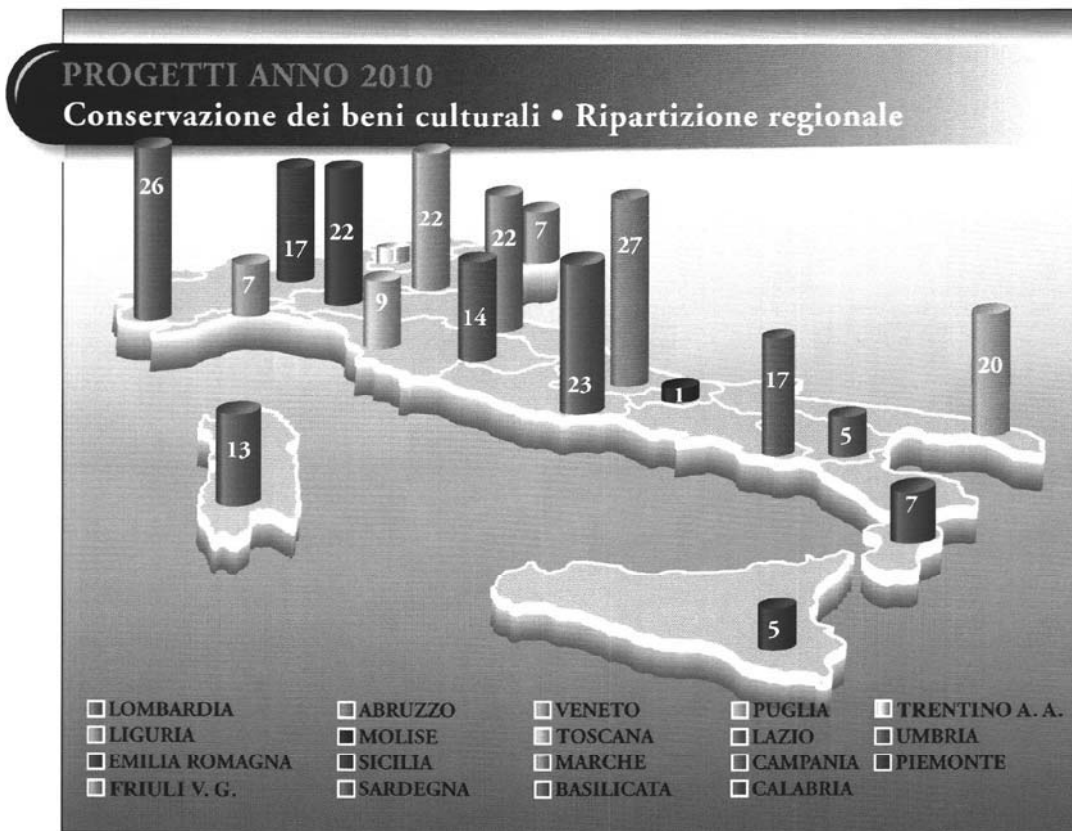 PROGETTI ANNO 2010
Conservazione dei beni culturali • Ripartizione regionale
26
17
22
22
22
7
27
7
9
14
23
1
17
5
20
13
7
5
LOMBARDIA
LIGURIA
EMILIA ROMAGNA
FRIULI V. G.
ABRUZZO
MOLISE
SICILIA
SARDEGNA
VENETO
TOSCANA
MARCHE
BASILICATA
PUGLIA
LAZIO
CAMPANIA
CALABRIA
TRENTINO A. A.
UMBRIA
PIEMONTE